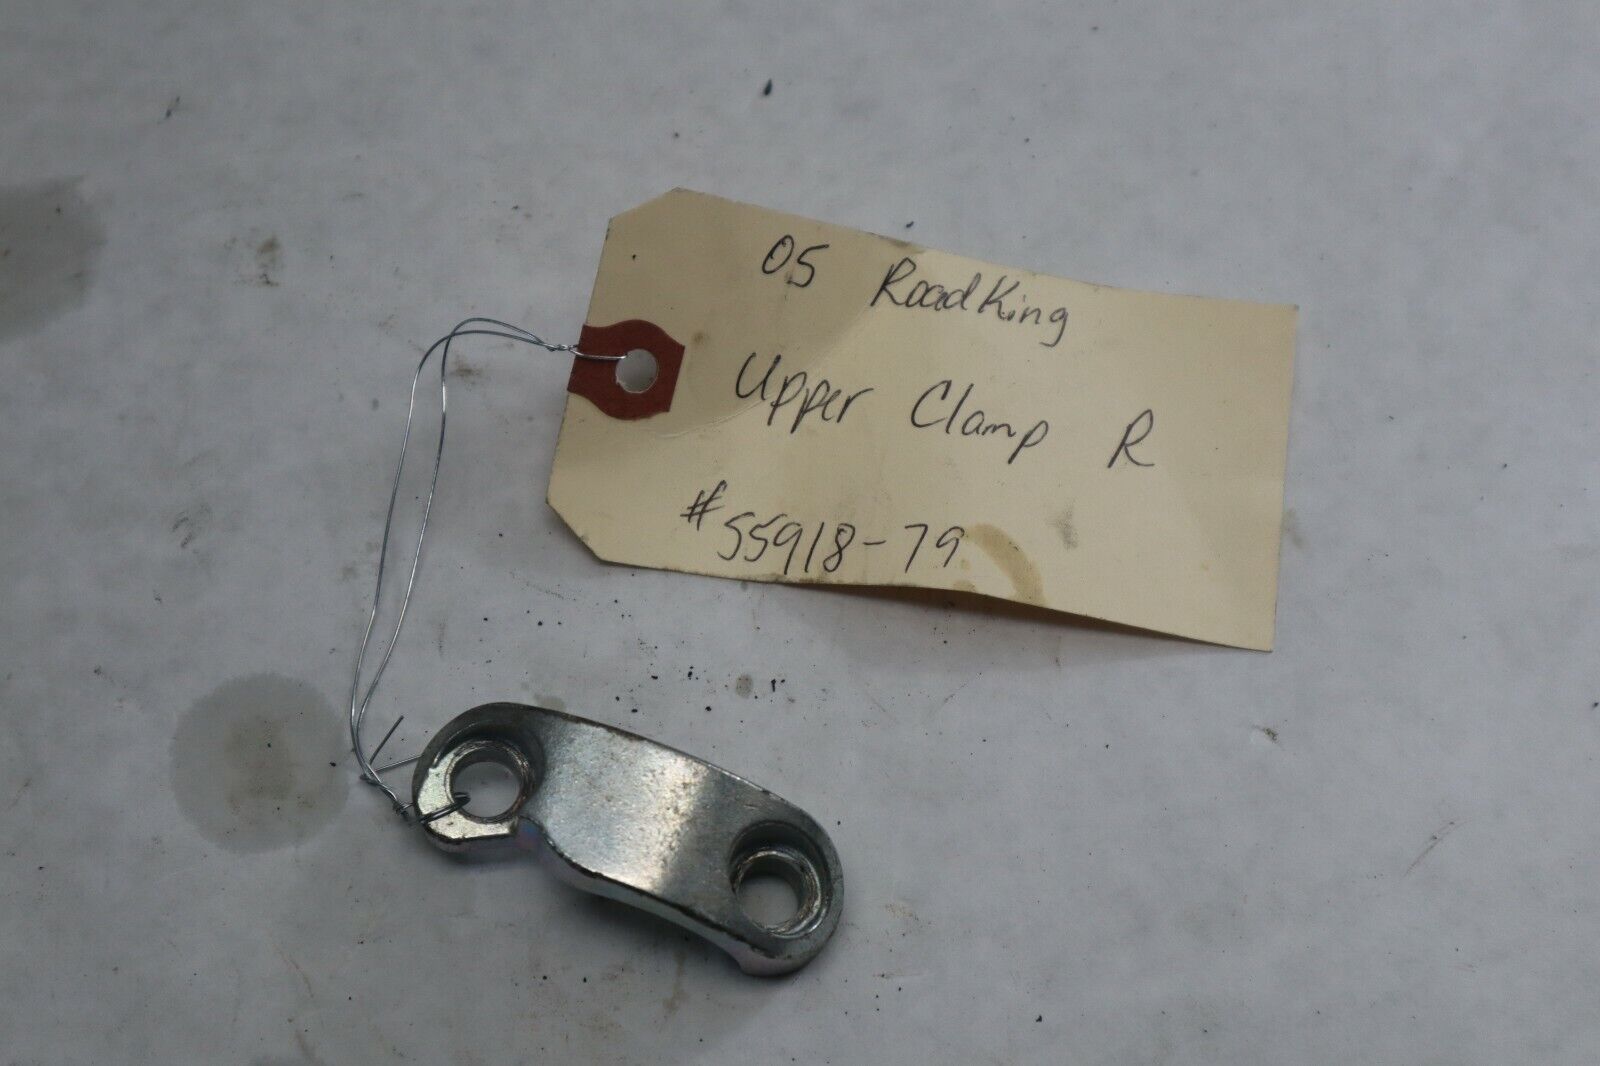 05 RoadKing
Upper Clamp R
#55918-79